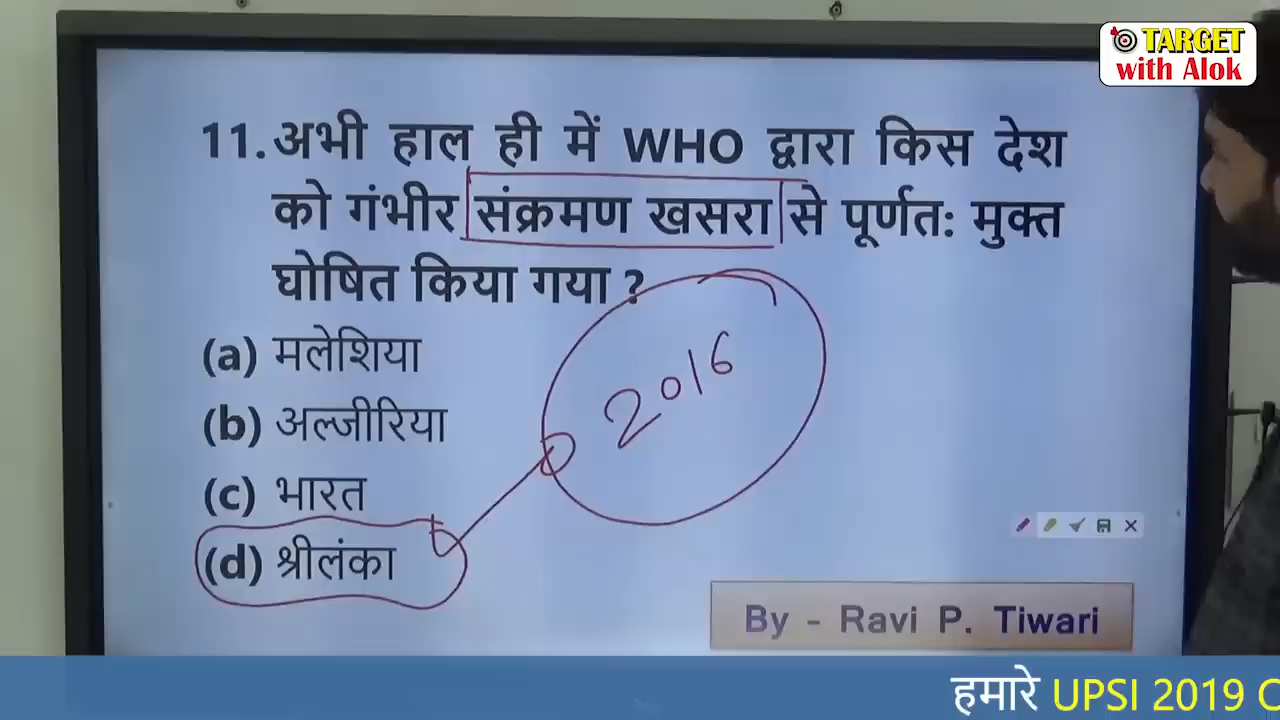 TARGET
with Alok
11. अभी हाल ही में WHO द्वारा किस देश
को गंभीर संक्रमण खसरा से पूर्णत: मुक्त
घोषित किया गया ?
(a) मलेशिया
(b) अल्जीरिया
(c) भारत
(d) श्रीलंका
2016
By - Ravi P. Tiwari
हमारे UPSI 2019 C